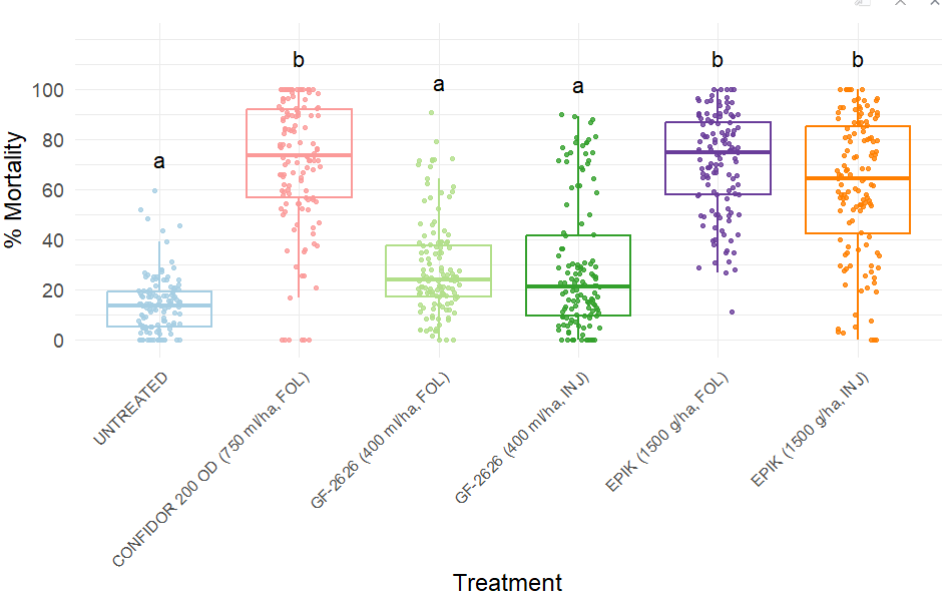 % Mortality
100
80
60
40
20
0
a
b
a
a
b
b
UNTREATED
CONFIDOR 200 OD (750 ml/ha, FOL)
GF-2626 (400 ml/ha, FOL)
GF-2626 (400 ml/ha, INJ)
EPIK (1500 g/ha, FOL)
EPIK (1500 g/ha, INJ)
Treatment